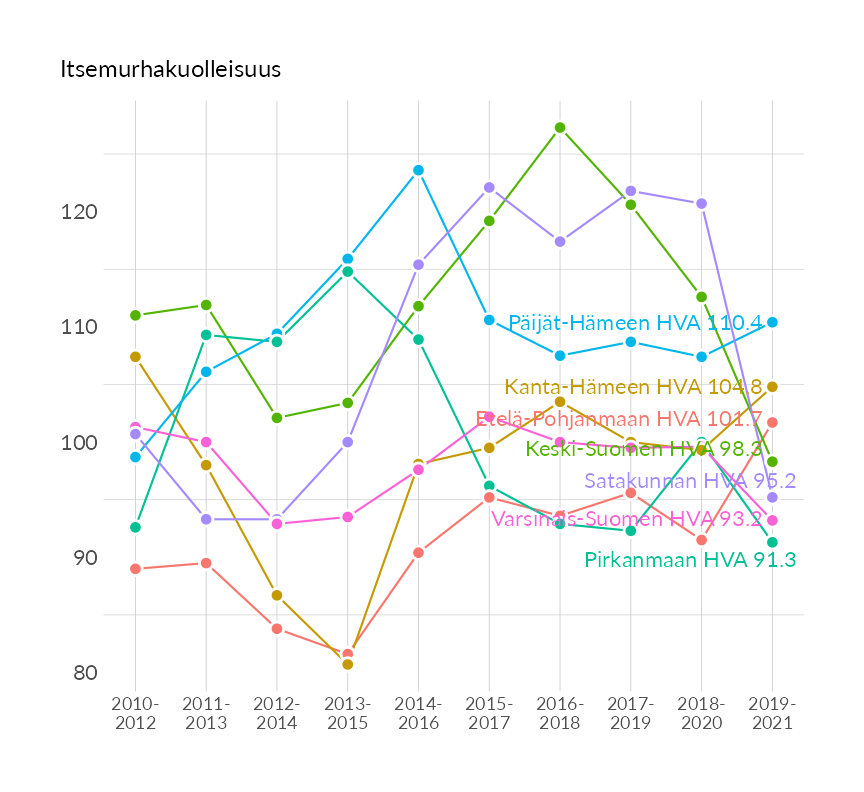 Itsemurhakuolleisuus
120
110
100
90
80
Päijät-Hämeen HVA 110.4
Kanta-Hämeen HVA 104.8
Etelä-Pohjanmaan HVA 101.7
Keski-Suomen HVA 98.3
Satakunnan HVA 95.2
Varsinais-Suomen HVA 93.2
Pirkanmaan HVA 91.3
2010- 2011- 2012- 2013- 2014- 2015- 2016- 2017- 2018- 2019-
2012 2013 2014 2015 2016 2017 2018 2019 2020 2021